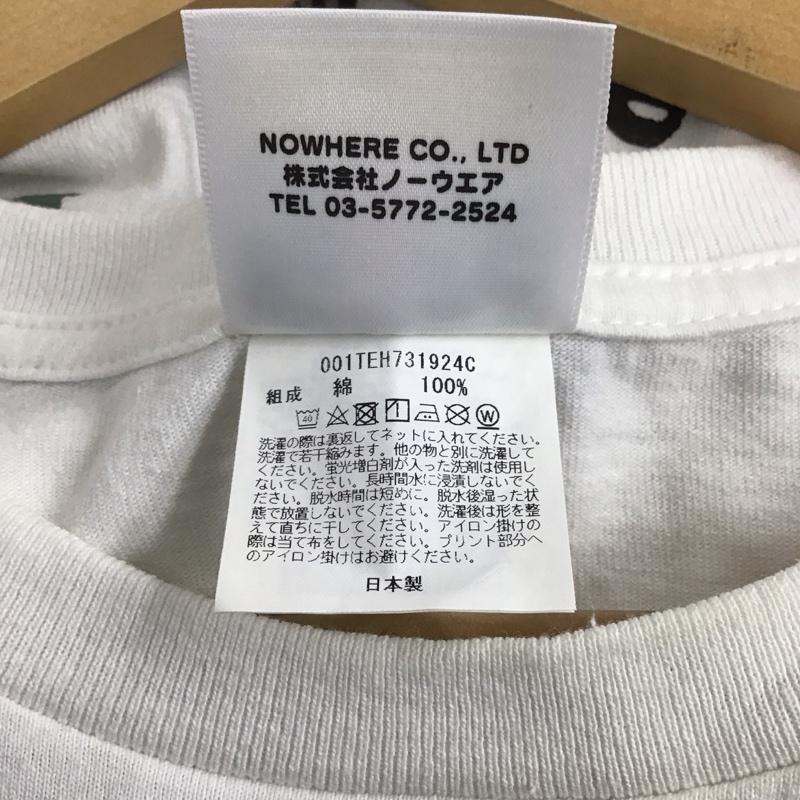 NOWHERE CO., LTD
株式会社ノーウエア
TEL 03-5772-2524
001TEH731924C
組成 綿 100%
40 W
洗濯の際は裏返してネットに入れてください。
洗濯で若干縮みます。他の物と別に洗濯して
ください。蛍光増白剤が入った洗剤は使用し
ないでください。長時間水に浸漬しないでく
ださい。脱水時間は短めに。脱水後湿った状
態で放置しないでください。洗濯後は形を整
えて直ちに干してください。アイロン掛けの
際は当て布をしてください。プリント部分へ
のアイロン掛けはお避けください。
日本製